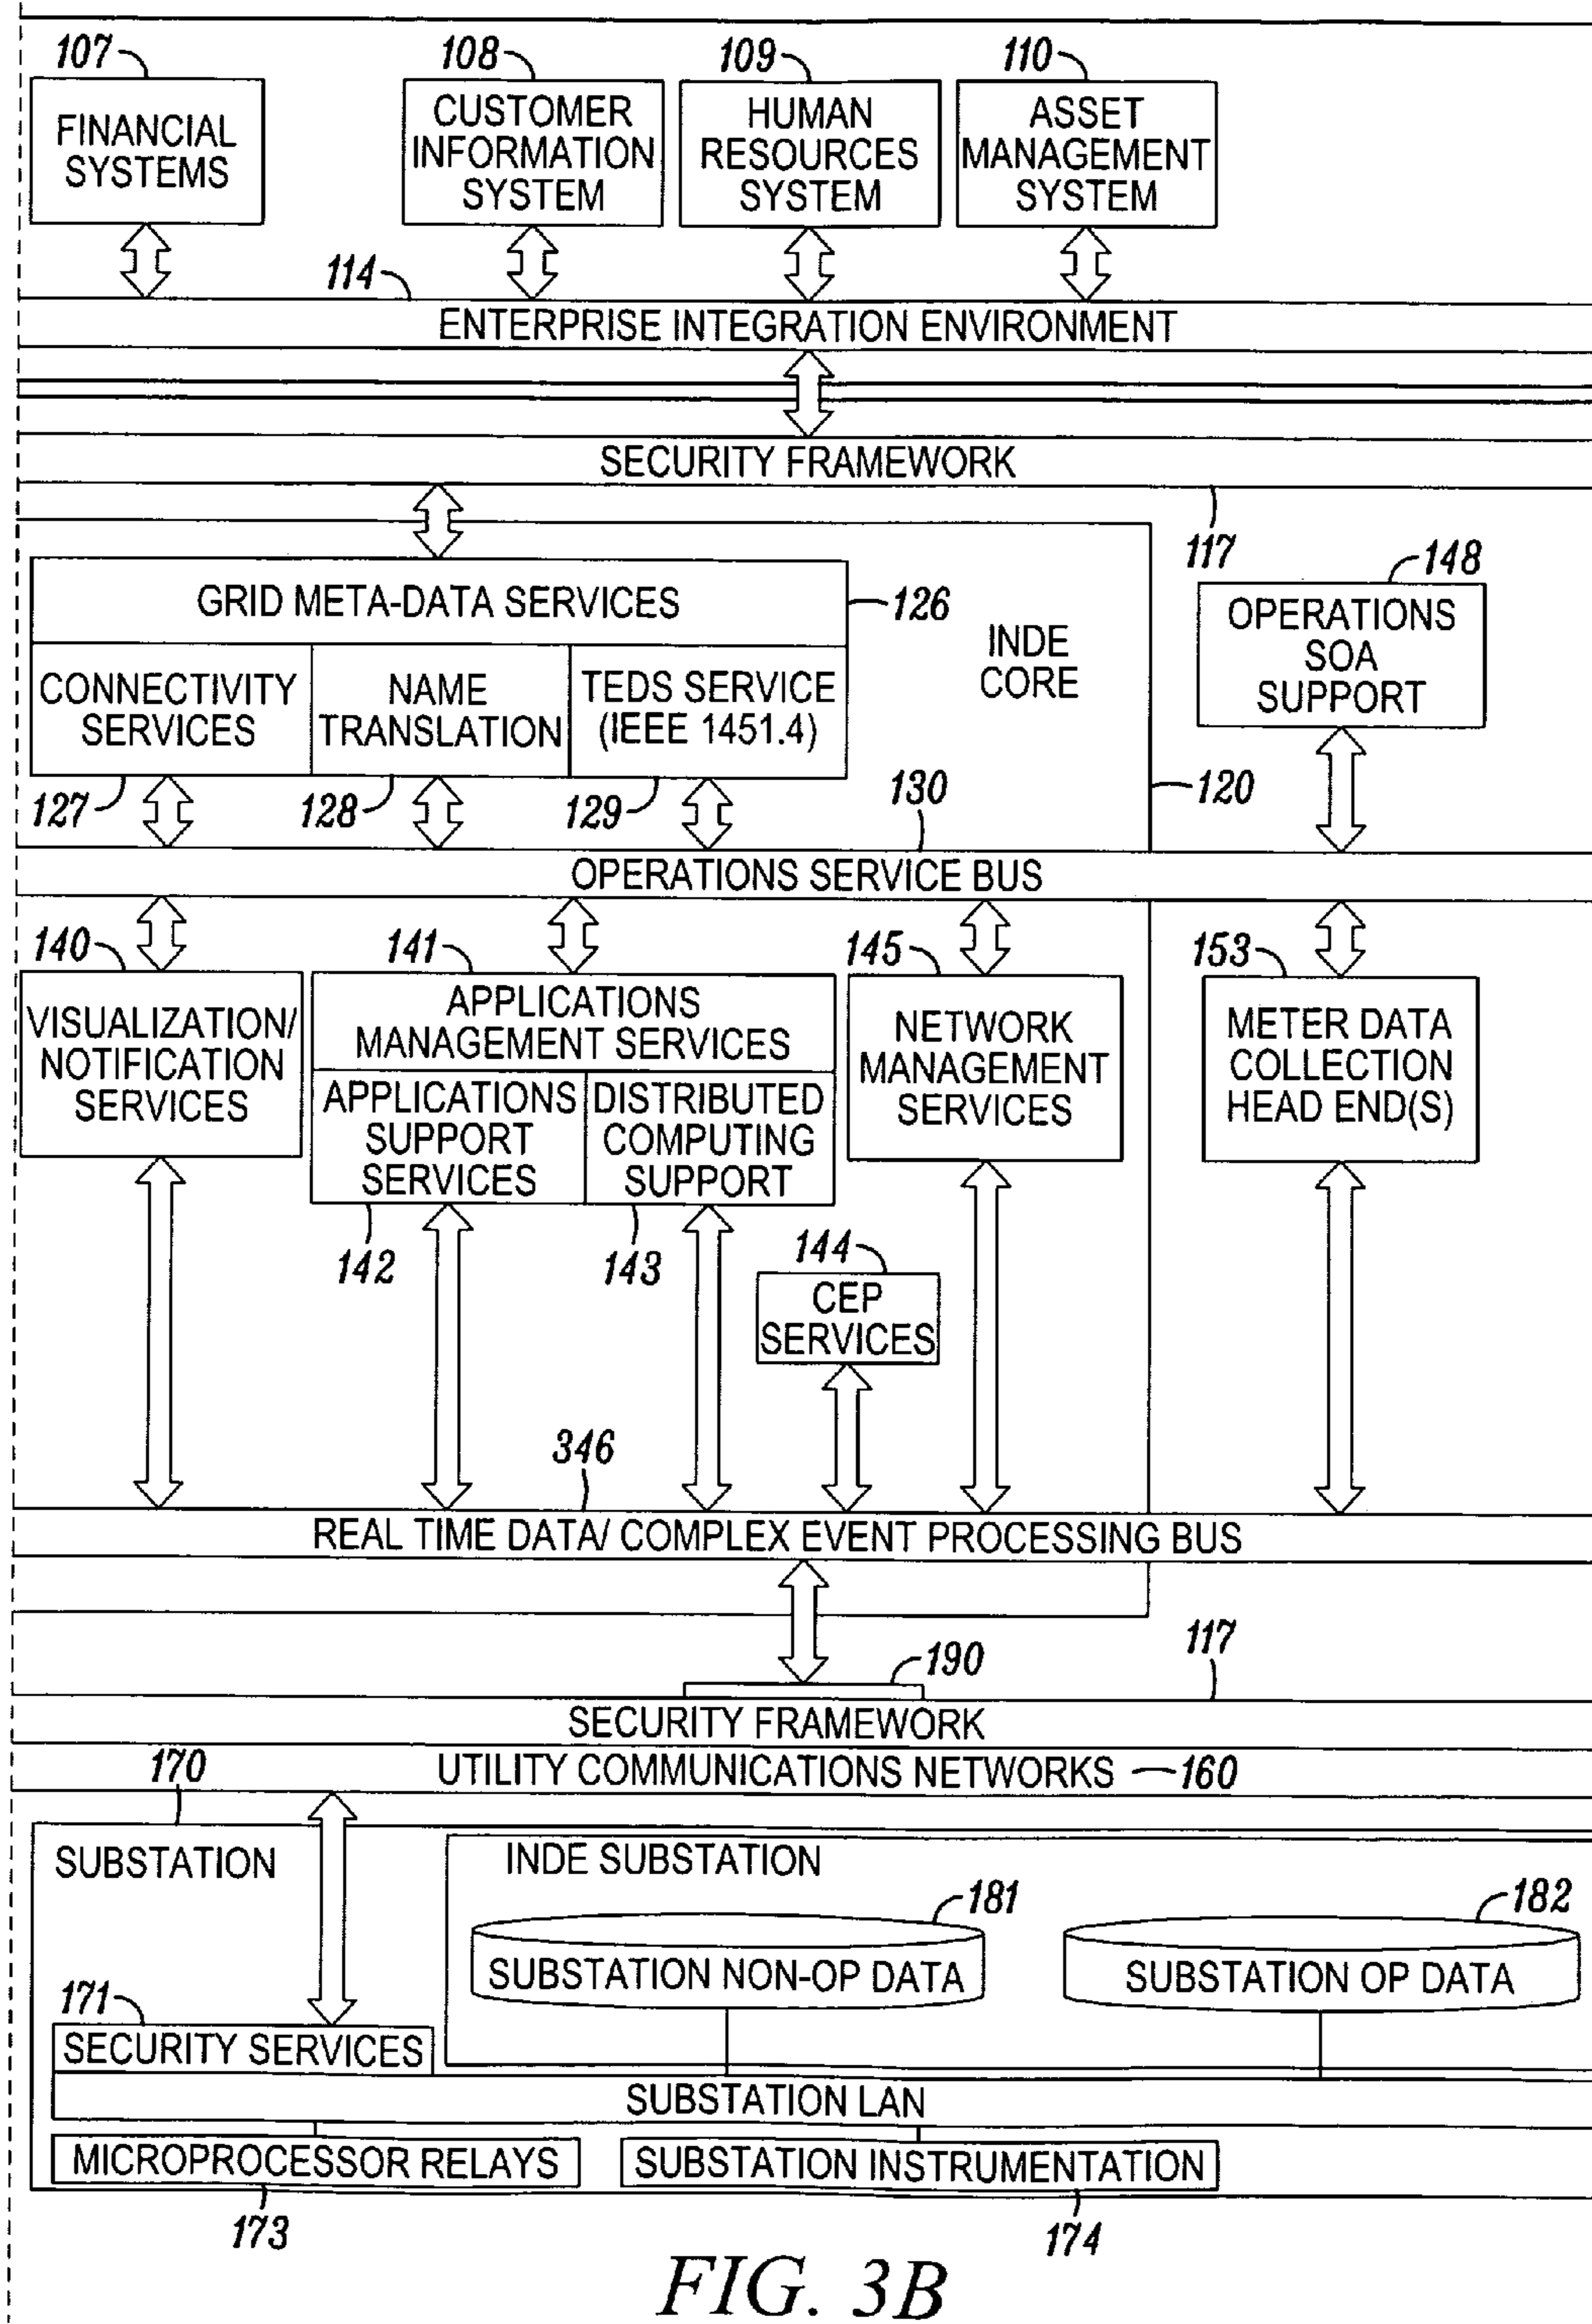 107
108
109
110
FINANCIAL
SYSTEMS
CUSTOMER
INFORMATION
SYSTEM
HUMAN
RESOURCES
SYSTEM
ASSET
MANAGEMENT
SYSTEM
114
ENTERPRISE INTEGRATION ENVIRONMENT
SECURITY FRAMEWORK
117
GRID META-DATA SERVICES
126
CONNECTIVITY
SERVICES
NAME
TRANSLATION
TEDS SERVICE
(IEEE 1451.4)
INDE
CORE
148
OPERATIONS
SOA
SUPPORT
127
128
129
130
120
OPERATIONS SERVICE BUS
140
141
145
153
VISUALIZATION/
NOTIFICATION
SERVICES
APPLICATIONS
MANAGEMENT SERVICES
APPLICATIONS
SUPPORT
SERVICES
DISTRIBUTED
COMPUTING
SUPPORT
NETWORK
MANAGEMENT
SERVICES
METER DATA
COLLECTION
HEAD END(S)
142
143
144
CEP
SERVICES
346
REAL TIME DATA/ COMPLEX EVENT PROCESSING BUS
190
117
SECURITY FRAMEWORK
170
UTILITY COMMUNICATIONS NETWORKS 160
SUBSTATION
INDE SUBSTATION
181
182
SUBSTATION NON-OP DATA
SUBSTATION OP DATA
171
SECURITY SERVICES
SUBSTATION LAN
MICROPROCESSOR RELAYS
SUBSTATION INSTRUMENTATION
173
174
FIG. 3B